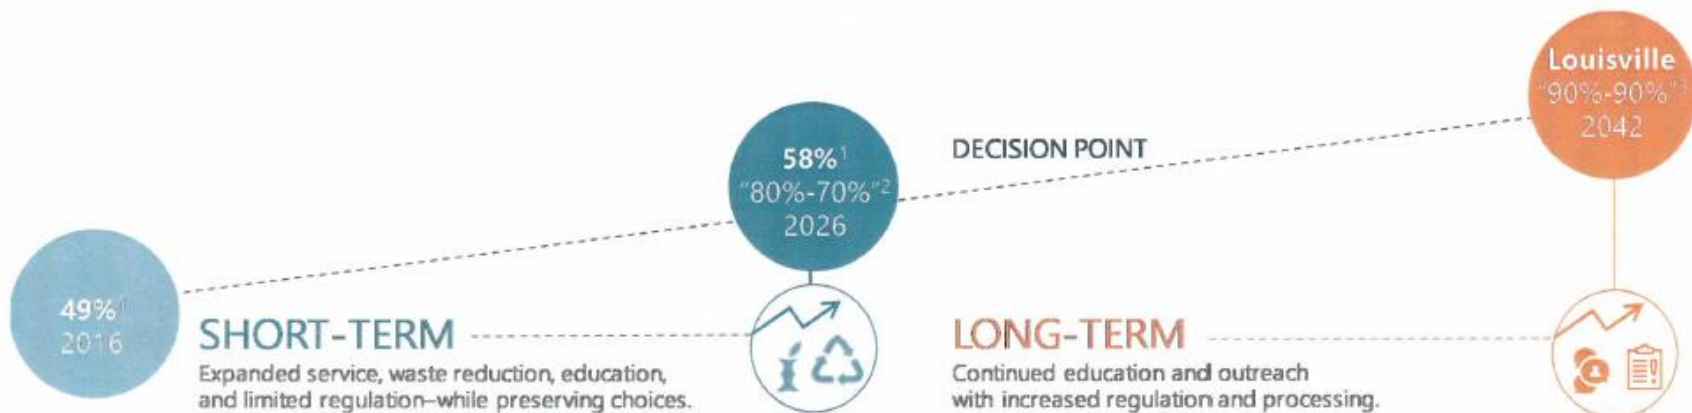 Louisville
"90%-90%"3
2042
58%1
"80%-70%"2
2026
DECISION POINT
49%1
2016
SHORT-TERM
Expanded service, waste reduction, education,
and limited regulation–while preserving choices.
LONG-TERM
Continued education and outreach
with increased regulation and processing.